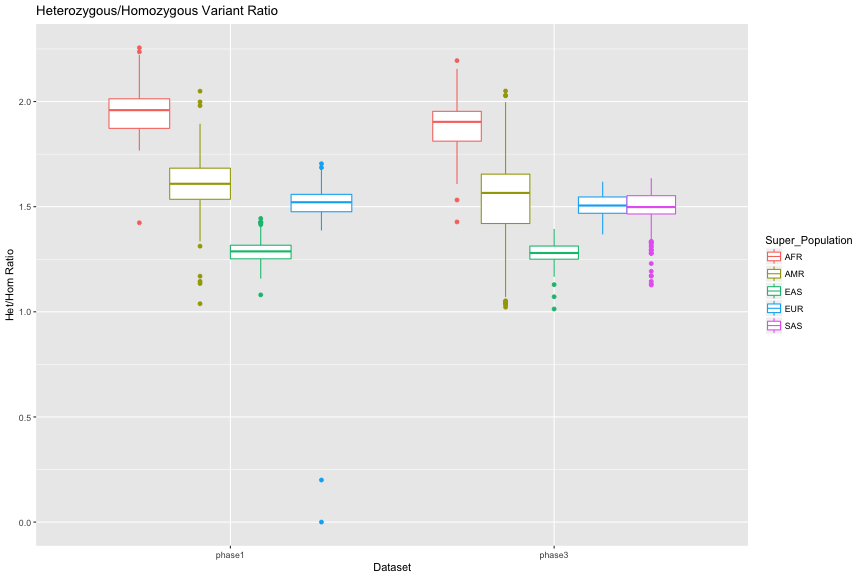 Heterozygous/Homozygous Variant Ratio
Het/Hom Ratio
2.0
1.5
1.0
0.5
0.0
phase1
phase3
Dataset
Super_Population
AFR
AMR
EAS
EUR
SAS